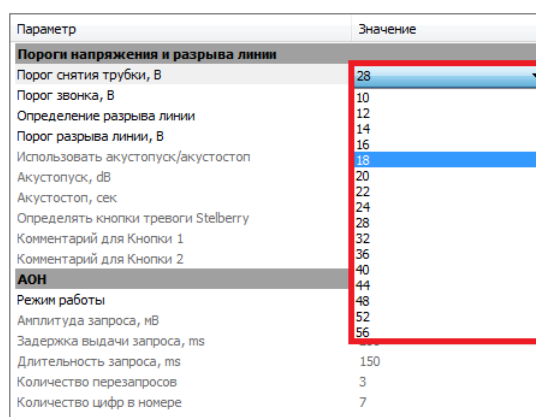 Параметр Значение
Пороги напряжения и разрыва линии
Порог снятия трубки, В 28
Порог звонка, В 10
Определение разрыва линии 12
Порог разрыва линии, В 14
16
Использовать акустопуск/акустостоп 18
Акустопуск, dB 20
Акустостоп, сек 22
24
Определять кнопки тревоги Stelberry 28
Комментарий для Кнопки 1 32
Комментарий для Кнопки 2 36
АОН 40
44
Режим работы 48
Амплитуда запроса, мВ 52
56
Задержка выдачи запроса, ms
Длительность запроса, ms 150
Количество перезапросов 3
Количество цифр в номере 7